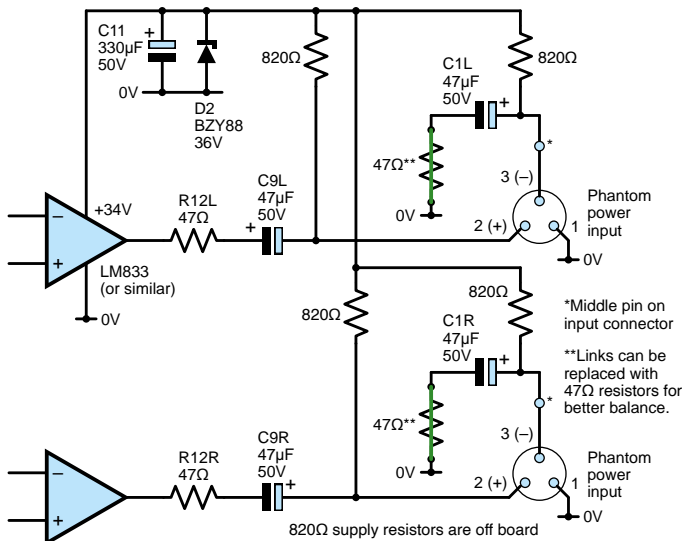 C11
330µF
50V
+
0V
D2
BZY88
36V
820Ω
C1L
47µF
50V
+
820Ω
47Ω**
0V
*
3 (–)
2 (+)
1
0V
Phantom
power
input
+34V
–
+
LM833
(or similar)
0V
R12L
47Ω
C9L
47µF
50V
+
820Ω
820Ω
C1R
47µF
50V
+
47Ω**
0V
*
3 (–)
2 (+)
1
0V
Phantom
power
input
*Middle pin on
input connector
**Links can be
replaced with
47Ω resistors for
better balance.
–
+
R12R
47Ω
C9R
47µF
50V
+
820Ω supply resistors are off board